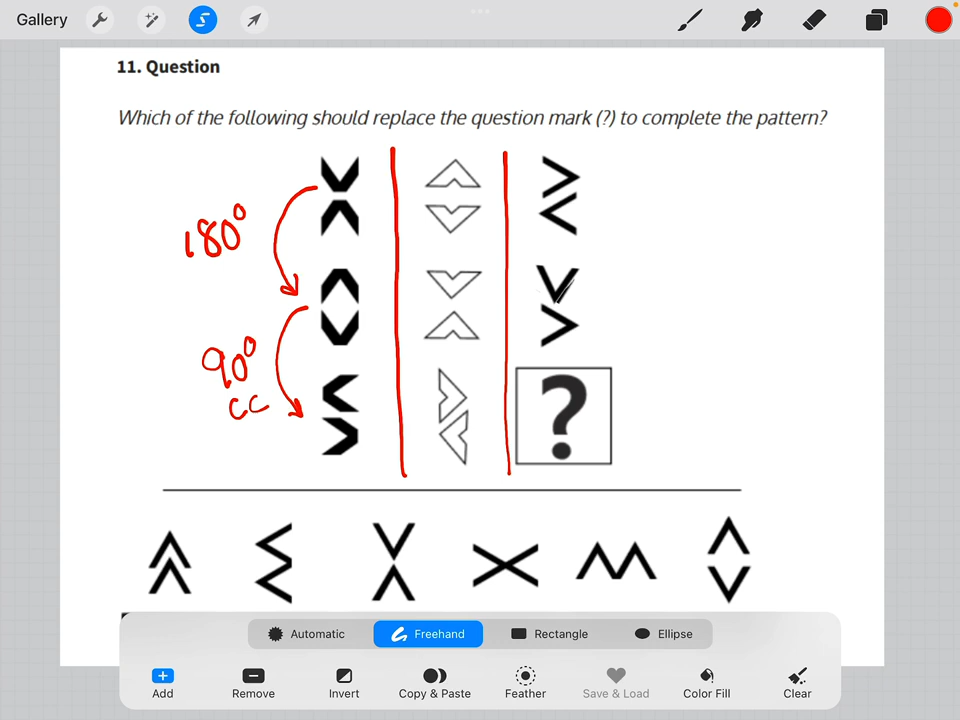 Gallery
11. Question
Which of the following should replace the question mark (?) to complete the pattern?
180°
90°
CC
?
Automatic
Freehand
Rectangle
Ellipse
Add
Remove
Invert
Copy & Paste
Feather
Save & Load
Color Fill
Clear